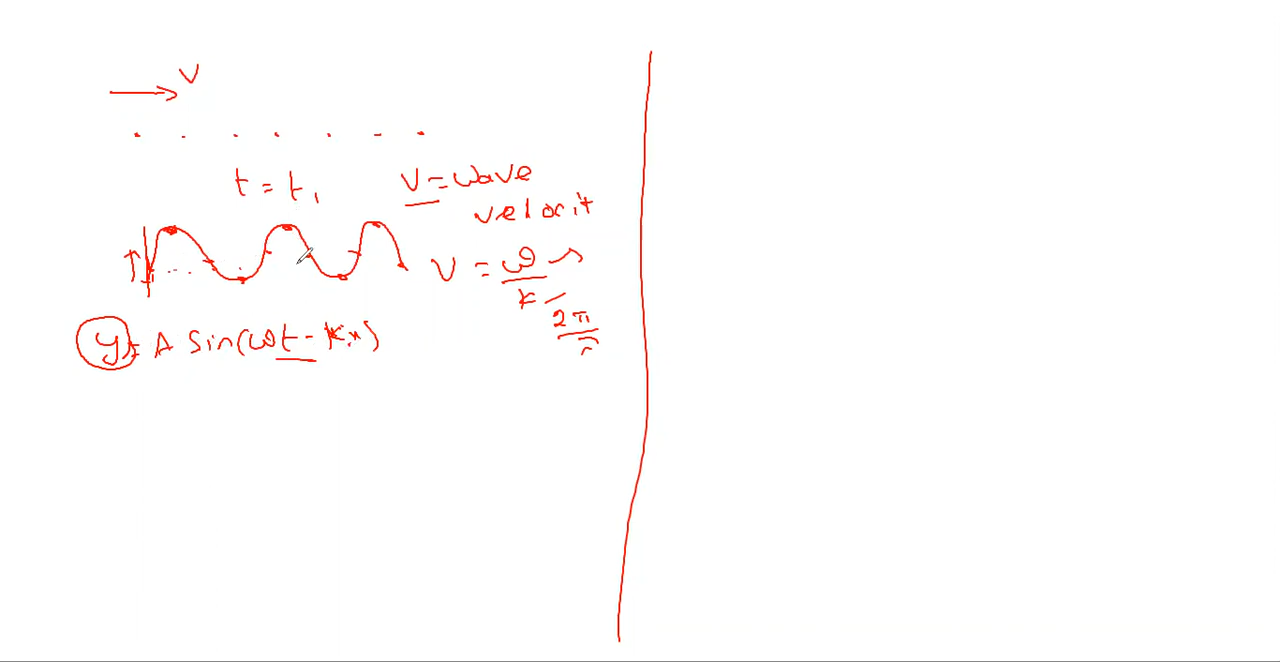 V
t = t₁
V = wave
velocit
V = ω
k
2π
y = A Sin(ωt - kx)